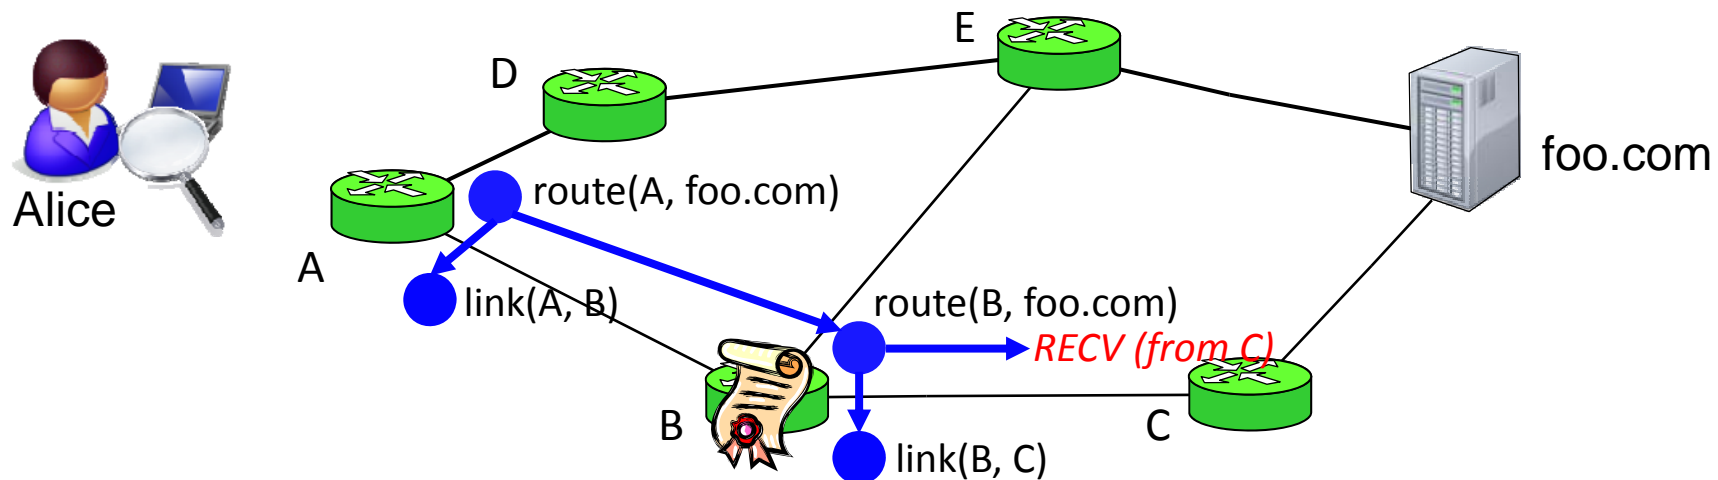 E
D
foo.com
route(A, foo.com)
Alice
A
link(A, B)
route(B, foo.com)
RECV (from C)
B
C
link(B, C)